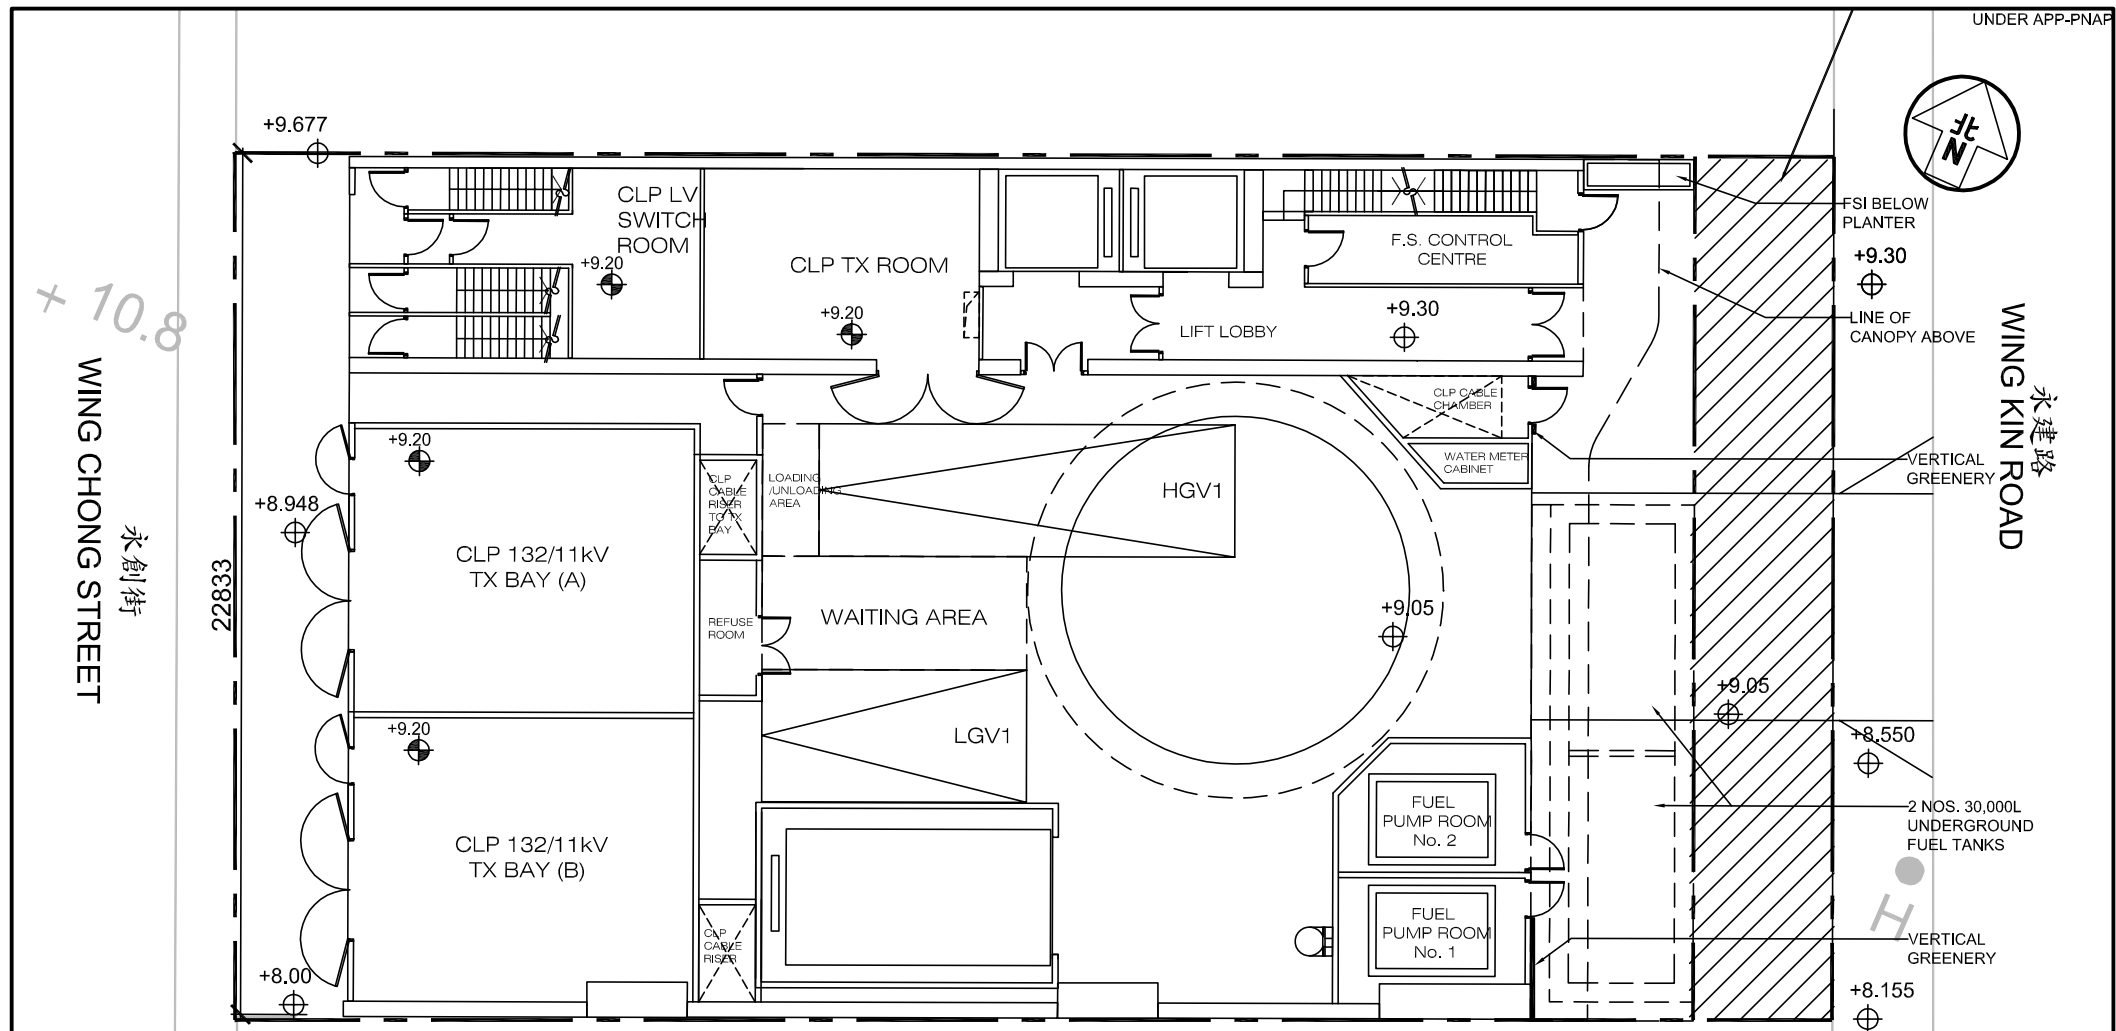 UNDER APP-PNAP
+9.677
北
N
CLP LV
SWITCH
ROOM
+9.20
CLP TX ROOM
+9.20
F.S. CONTROL
CENTRE
LIFT LOBBY
+9.30
FSI BELOW
PLANTER
+9.30
LINE OF
CANOPY ABOVE
+ 10.8
WING CHONG STREET
永創街
WING KIN ROAD
永建路
CLP CABLE
CHAMBER
WATER METER
CABINET
VERTICAL
GREENERY
+9.20
+8.948
22833
CLP 132/11kV
TX BAY (A)
CLP
CABLE
RISER
TO TX
BAY
LOADING
/UNLOADING
AREA
HGV1
REFUSE
ROOM
WAITING AREA
+9.05
+9.05
+8.550
+9.20
LGV1
CLP 132/11kV
TX BAY (B)
FUEL
PUMP ROOM
No. 2
2 NOS. 30,000L
UNDERGROUND
FUEL TANKS
H
FUEL
PUMP ROOM
No. 1
CLP
CABLE
RISER
VERTICAL
GREENERY
+8.00
+8.155